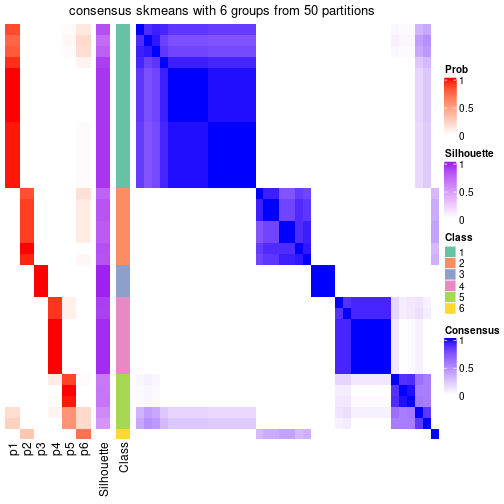 consensus skmeans with 6 groups from 50 partitions
Prob
1
0.5
0
Silhouette
1
0.5
0
Class
1
2
3
4
5
6
Consensus
1
0.5
0
p1
p2
p3
p4
p5
p6
Silhouette
Class